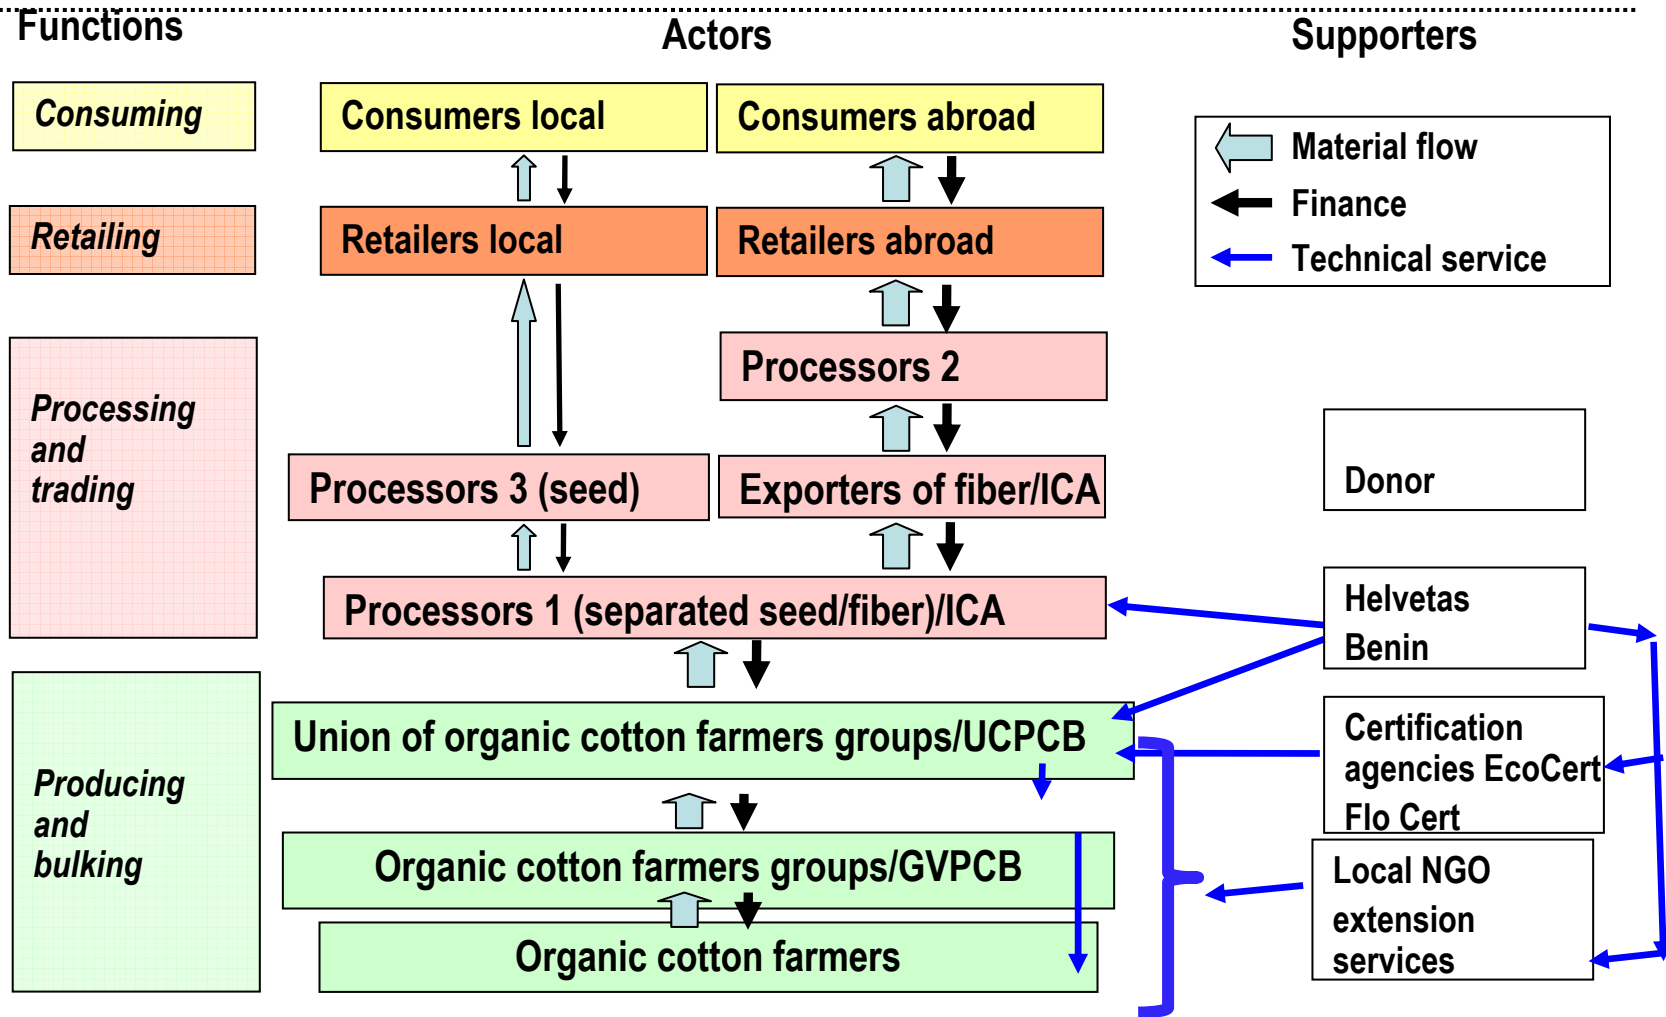 Functions
Actors
Supporters
Consuming
Consumers local
Consumers abroad
Material flow
Finance
Technical service
Retailing
Retailers local
Retailers abroad
Processing
and
trading
Processors 2
Processors 3 (seed)
Exporters of fiber/ICA
Donor
Processors 1 (separated seed/fiber)/ICA
Helvetas
Benin
Producing
and
bulking
Union of organic cotton farmers groups/UCPCB
Certification
agencies EcoCert
Flo Cert
Organic cotton farmers groups/GVPCB
Local NGO
extension
services
Organic cotton farmers